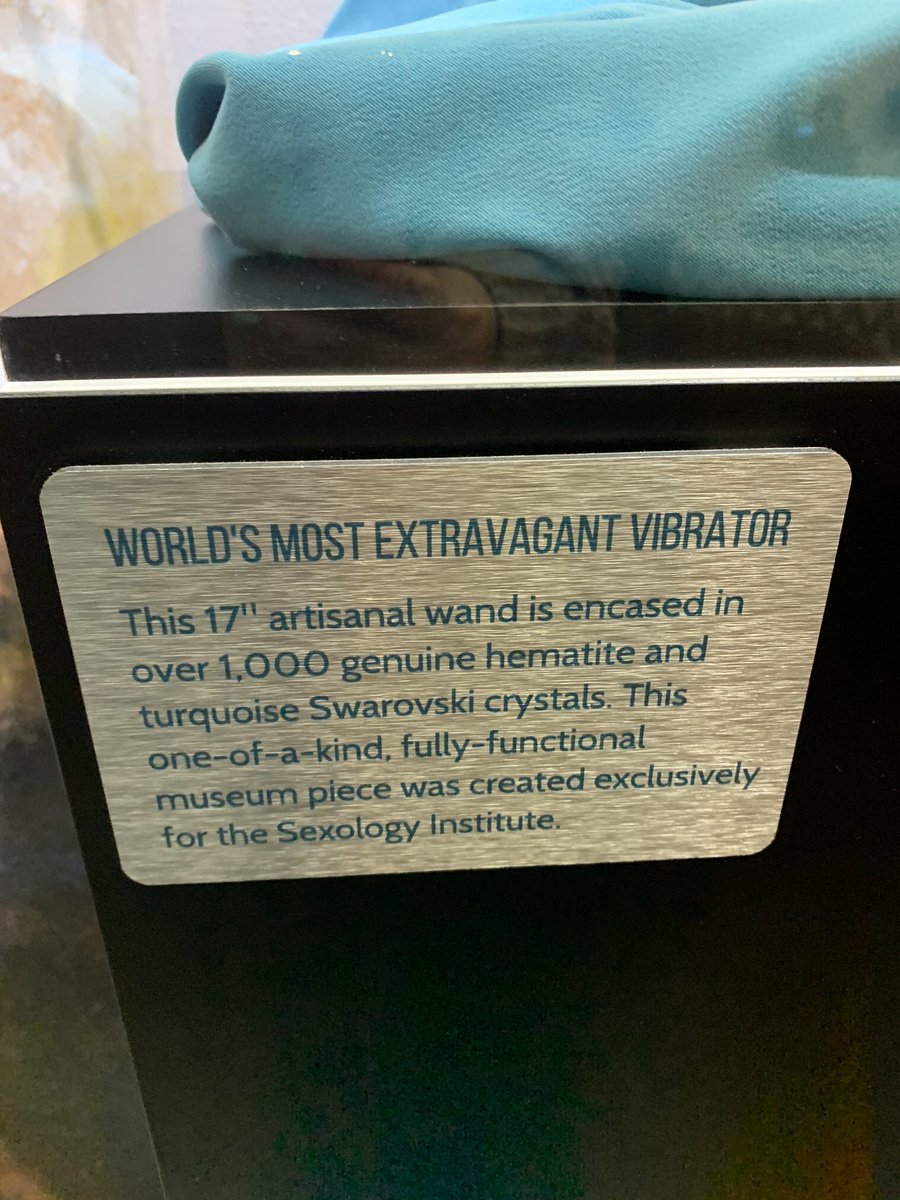 WORLD'S MOST EXTRAVAGANT VIBRATOR
This 17" artisanal wand is encased in
over 1,000 genuine hematite and
turquoise Swarovski crystals. This
one-of-a-kind, fully-functional
museum piece was created exclusively
for the Sexology Institute.